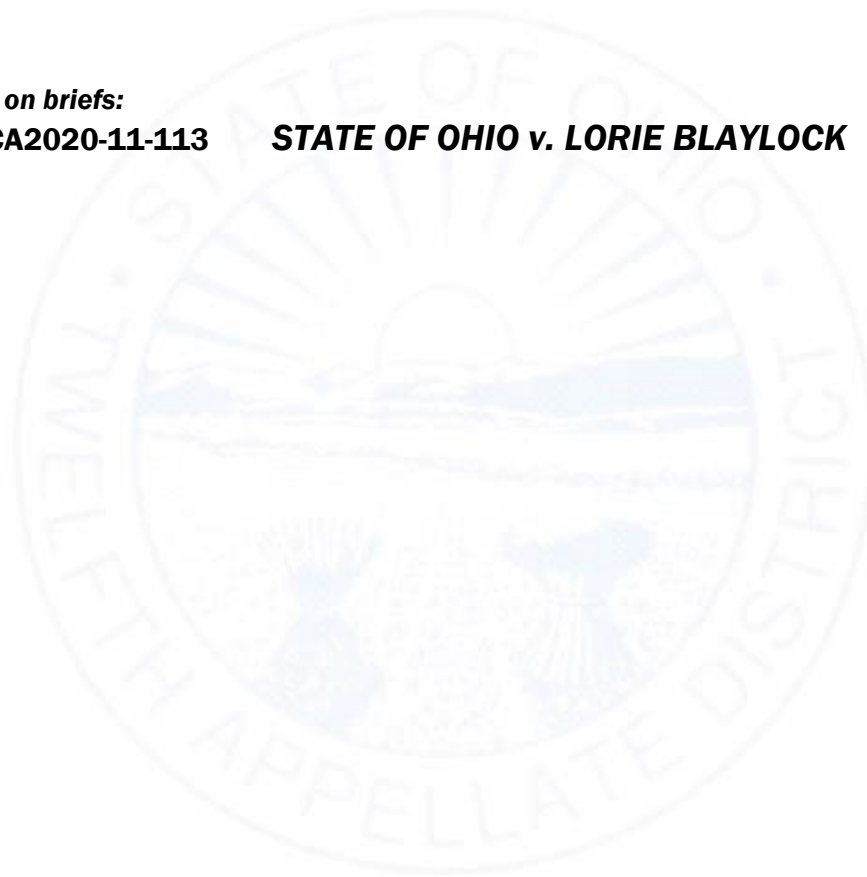 on briefs:
CA2020-11-113 STATE OF OHIO v. LORIE BLAYLOCK
STATE OF OHIO
TWELFTH APPELLATE DISTRICT